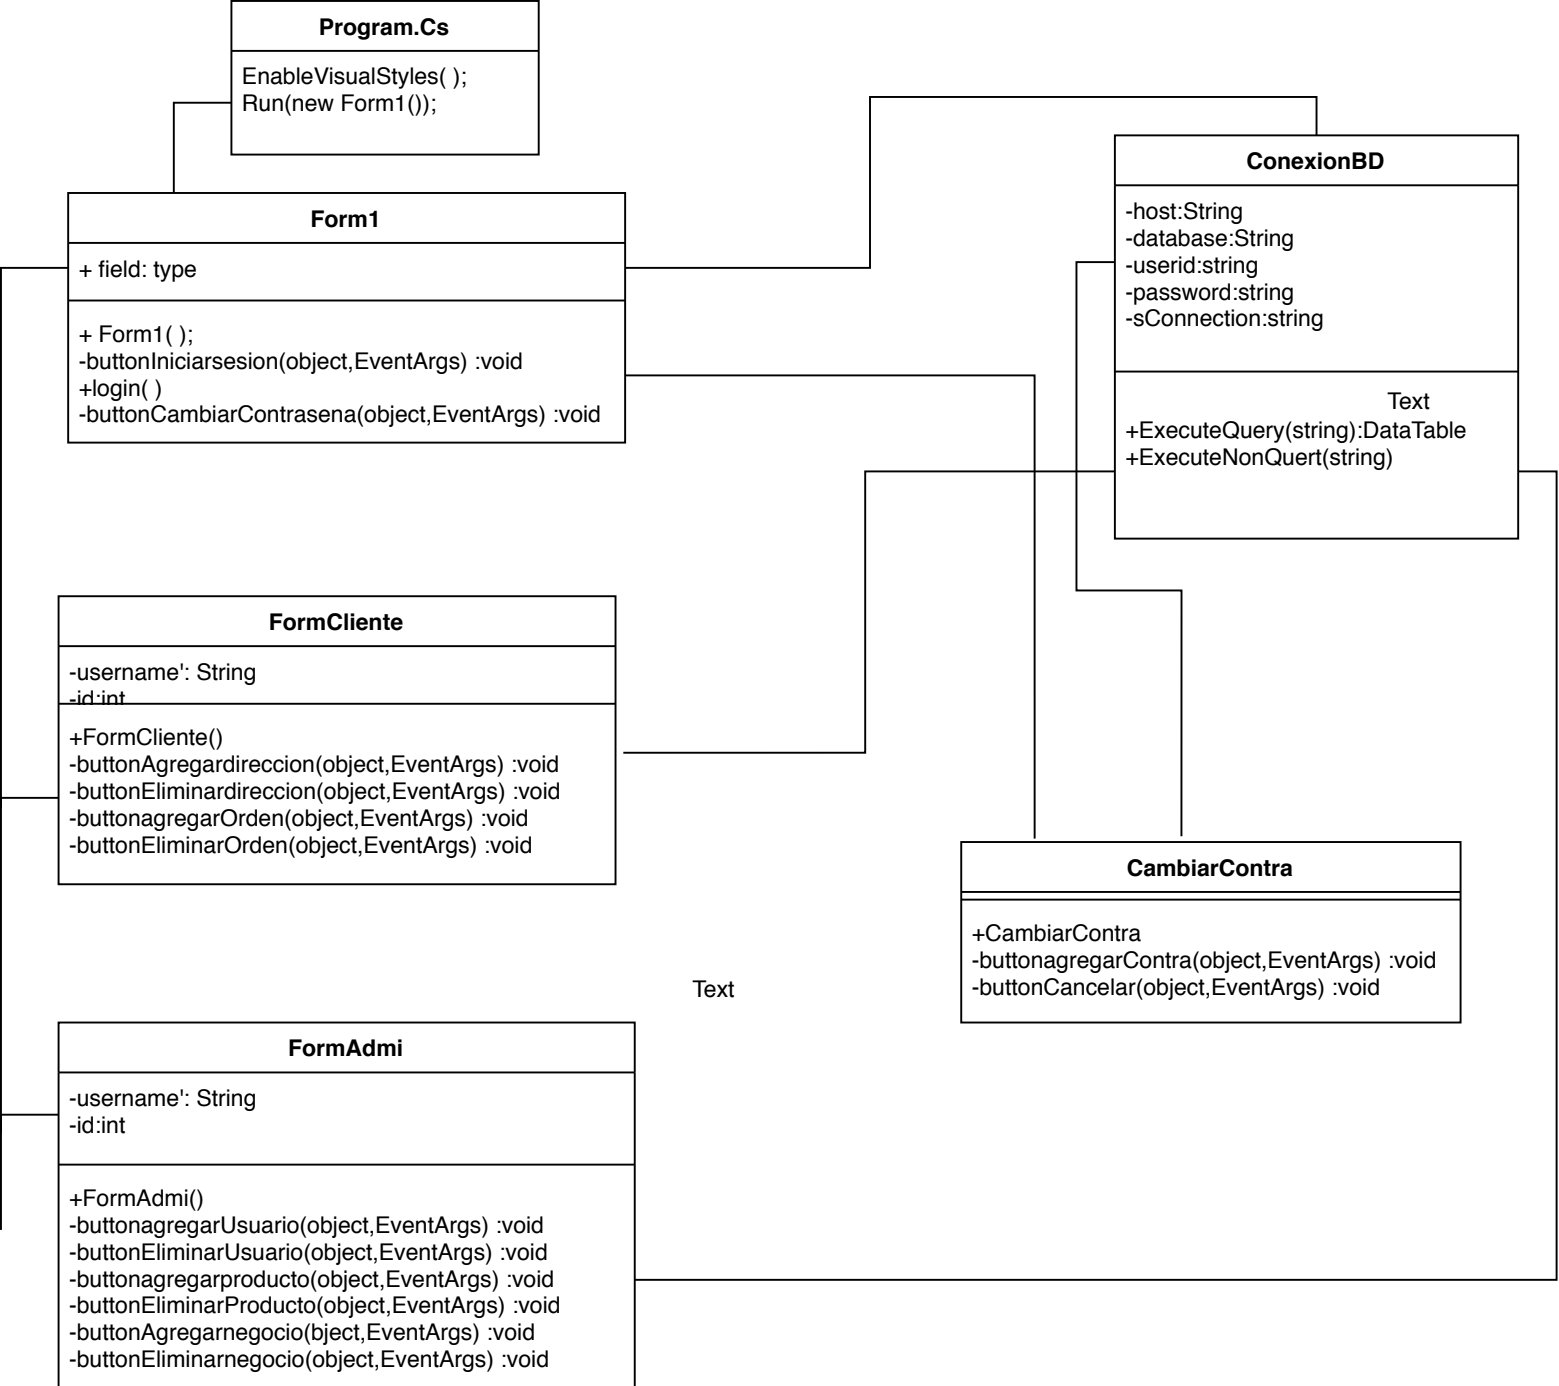 Program.Cs
EnableVisualStyles( );
Run(new Form1());
Form1
+ field: type
+ Form1( );
-buttonIniciarsesion(object,EventArgs) :void
+login( )
-buttonCambiarContrasena(object,EventArgs) :void
ConexionBD
-host:String
-database:String
-userid:string
-password:string
-sConnection:string
Text
+ExecuteQuery(string):DataTable
+ExecuteNonQuert(string)
FormCliente
-username': String
-id:int
+FormCliente()
-buttonAgregardireccion(object,EventArgs) :void
-buttonEliminardireccion(object,EventArgs) :void
-buttonagregarOrden(object,EventArgs) :void
-buttonEliminarOrden(object,EventArgs) :void
CambiarContra
+CambiarContra
-buttonagregarContra(object,EventArgs) :void
-buttonCancelar(object,EventArgs) :void
Text
FormAdmi
-username': String
-id:int
+FormAdmi()
-buttonagregarUsuario(object,EventArgs) :void
-buttonEliminarUsuario(object,EventArgs) :void
-buttonagregarproducto(object,EventArgs) :void
-buttonEliminarProducto(object,EventArgs) :void
-buttonAgregarnegocio(bject,EventArgs) :void
-buttonEliminarnegocio(object,EventArgs) :void